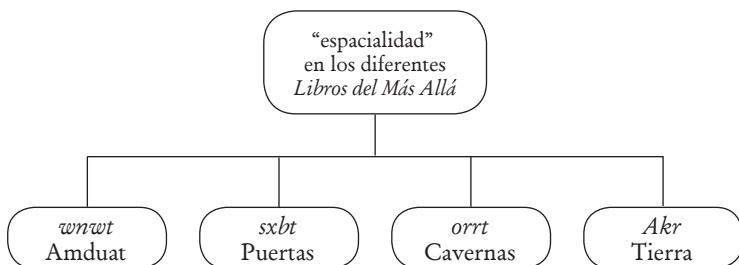 “espacialidad”
en los diferentes
Libros del Más Allá
wnwt
Amduat
sxbt
Puertas
orrt
Cavernas
Akr
Tierra